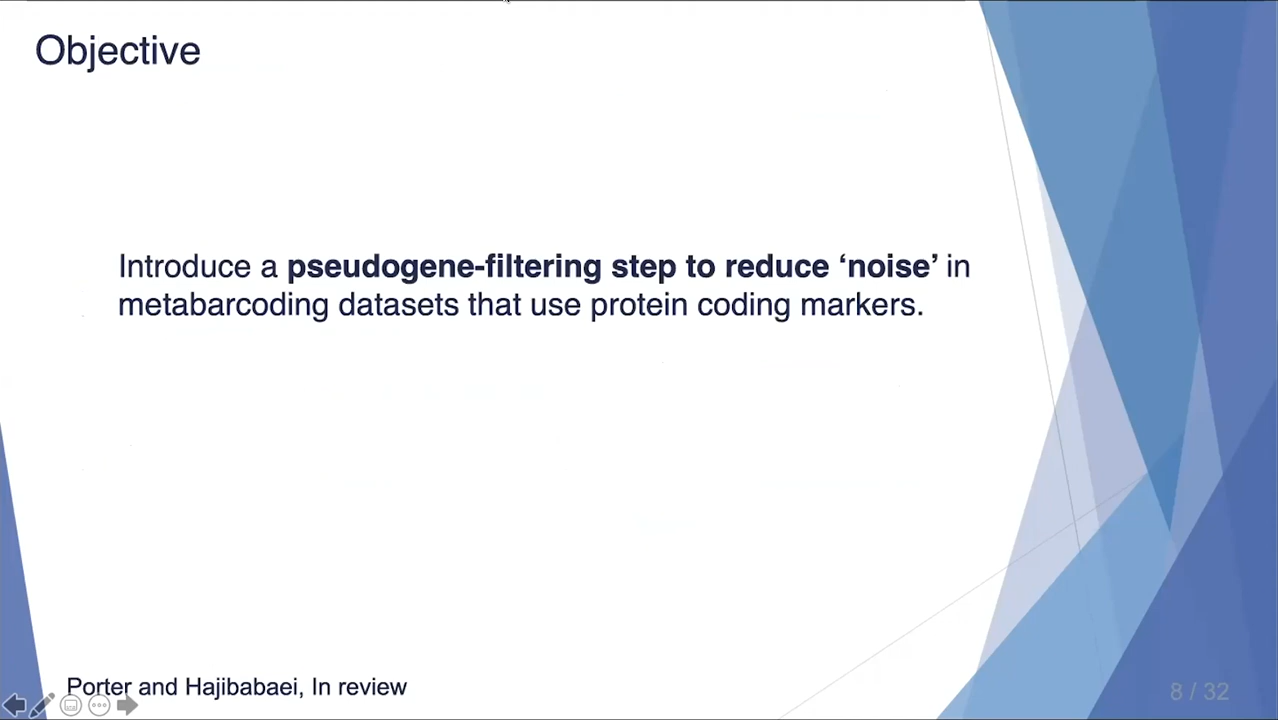 Objective
Introduce a pseudogene-filtering step to reduce ‘noise’ in
metabarcoding datasets that use protein coding markers.
Porter and Hajibabaei, In review
8 / 32